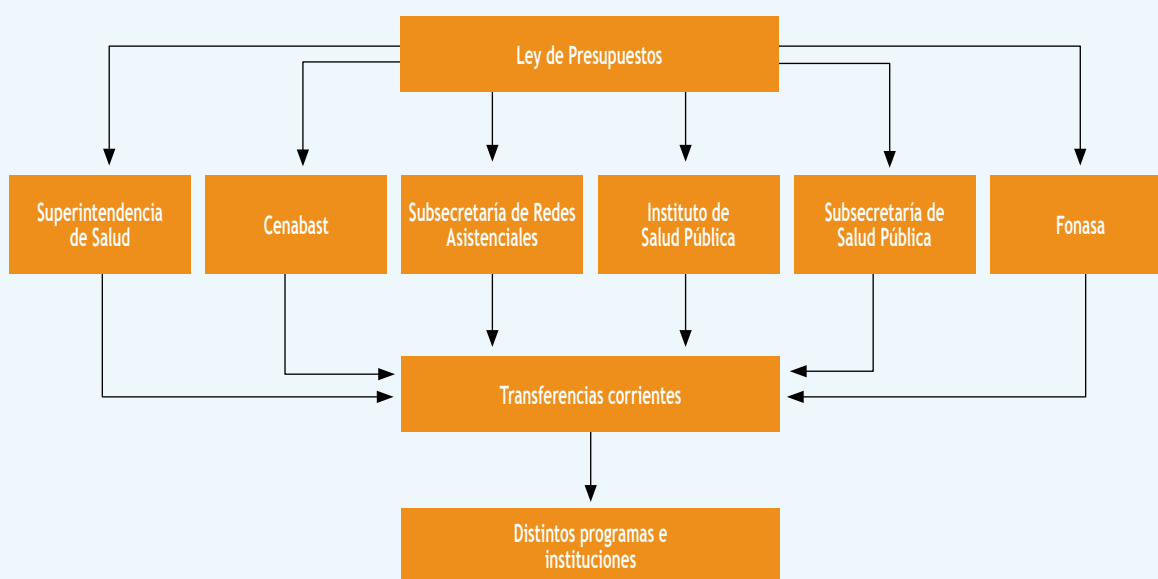 Ley de Presupuestos
Superintendencia
de Salud
Cenabast
Subsecretaría de Redes
Asistenciales
Instituto de
Salud Pública
Subsecretaría de
Salud Pública
Fonasa
Transferencias corrientes
Distintos programas e
instituciones